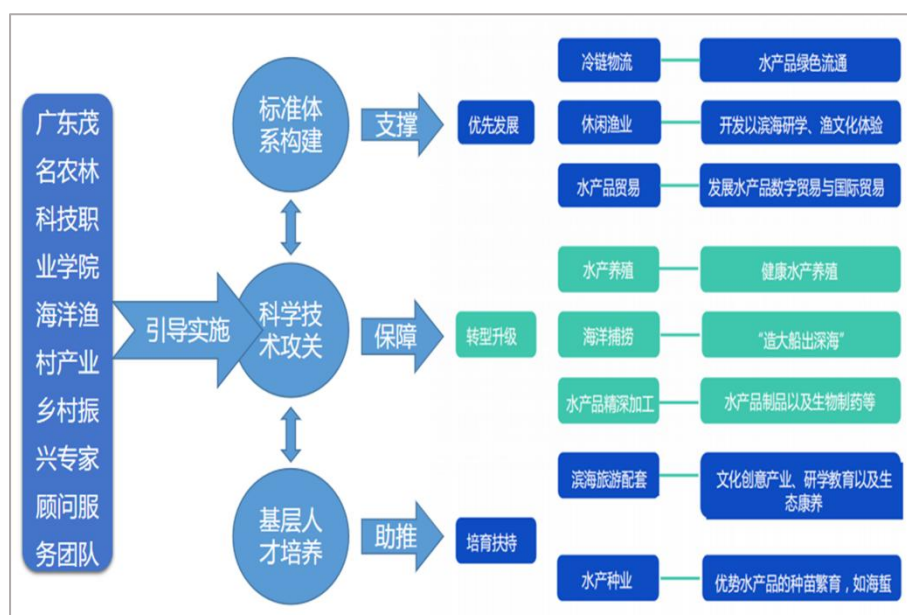 广东茂
名农林
科技职
业学院
海洋渔
村产业
乡村振
兴专家
顾问服
务团队
引导实施
标准体
系构建
支撑
优先发展
冷链物流
水产品绿色流通
休闲渔业
开发以滨海研学、渔文化体验
水产品贸易
发展水产品数字贸易与国际贸易
科学技
术攻关
保障
转型升级
水产养殖
健康水产养殖
海洋捕捞
“造大船出深海”
水产品精深加工
水产品制品以及生物制药等
基层人
才培养
助推
培育扶持
滨海旅游配套
文化创意产业、研学教育以及生
态康养
水产种业
优势水产品的种苗繁育，如海蜇